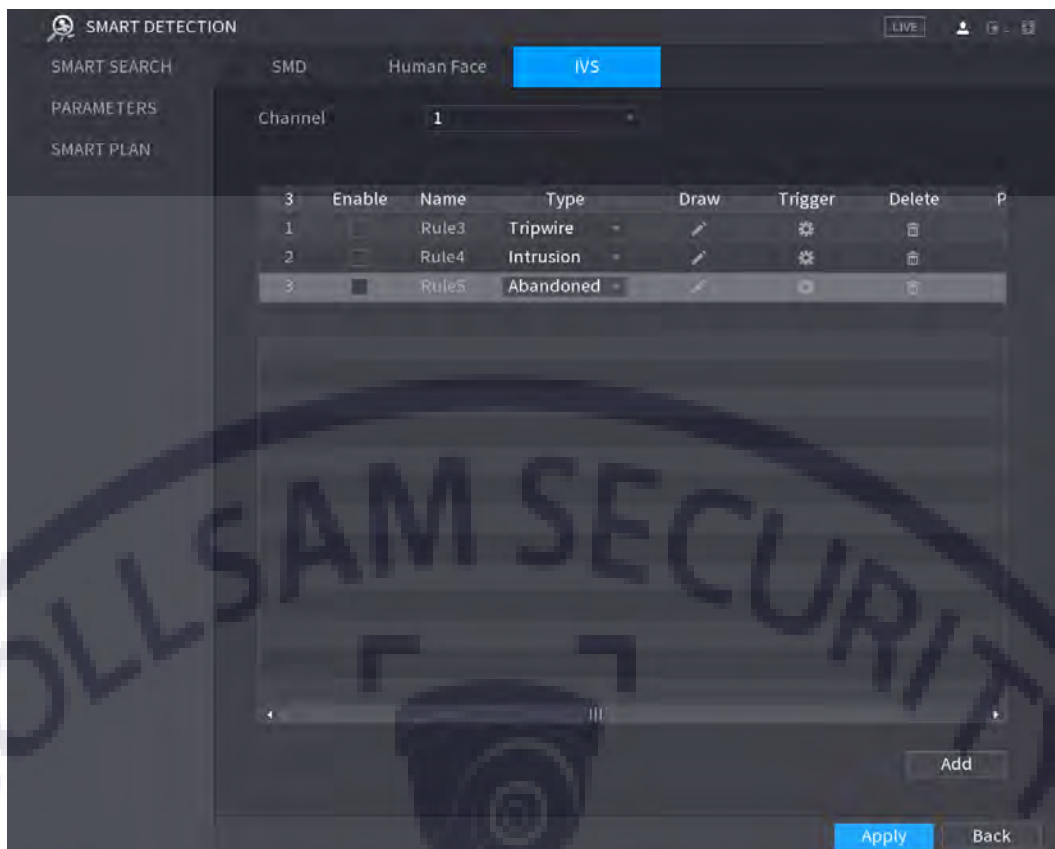 SMART DETECTION LIVE
SMART SEARCH SMD Human Face IVS
PARAMETERS Channel 1
SMART PLAN
3 Enable Name Type Draw Trigger Delete P
1 Rule3 Tripwire
2 Rule4 Intrusion
3 Rule5 Abandoned
OLLSAM SECURITY
Add
Apply Back